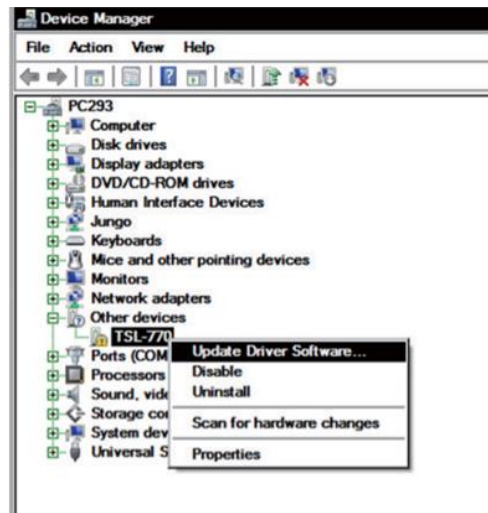 Device Manager
File Action View Help
PC293
Computer
Disk drives
Display adapters
DVD/CD-ROM drives
Human Interface Devices
Jungo
Keyboards
Mice and other pointing devices
Monitors
Network adapters
Other devices
TSL-770
Ports (COM
Processors
Sound, vide
Storage co
System dev
Universal S
Update Driver Software...
Disable
Uninstall
Scan for hardware changes
Properties